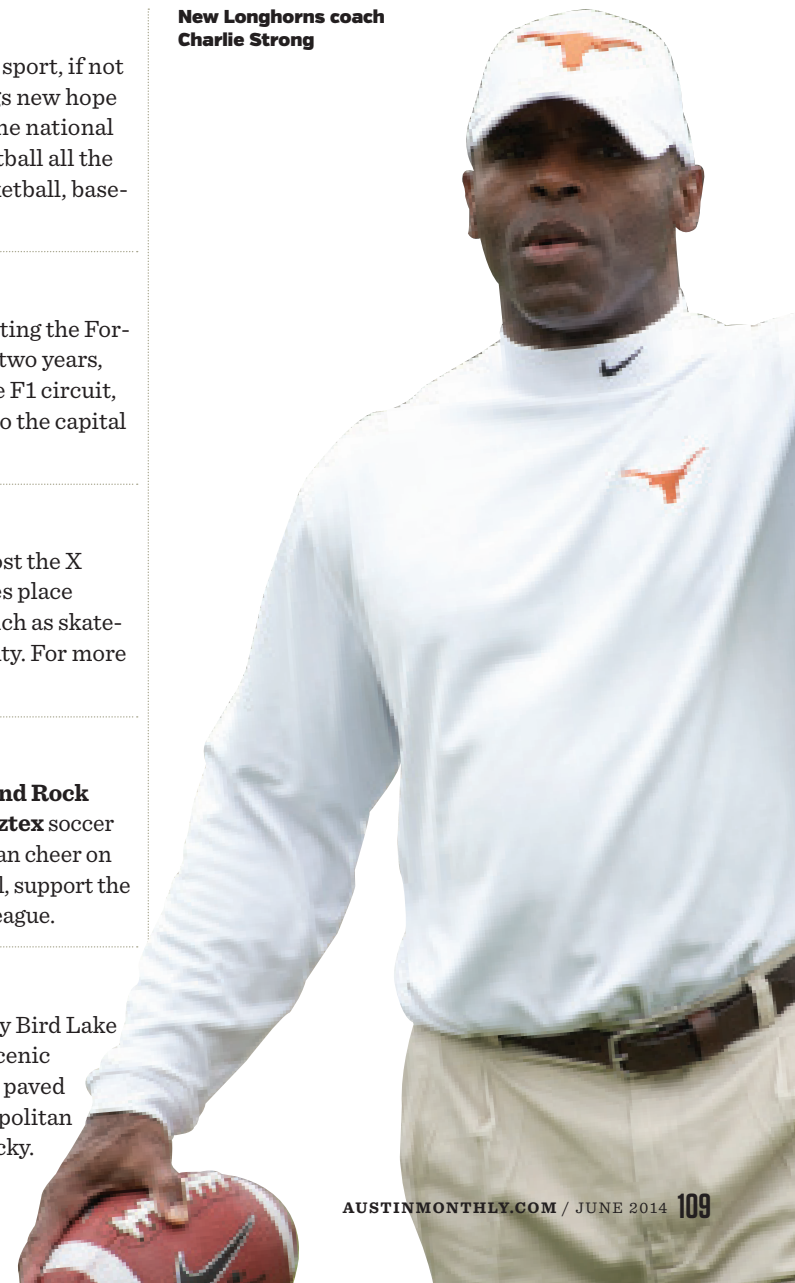 New Longhorns coach
Charlie Strong
sport, if not
s new hope
ne national
tball all the
etball, base-
ting the For-
two years,
e F1 circuit,
o the capital
ost the X
es place
ch as skate-
ty. For more
nd Rock
ztex soccer
an cheer on
l, support the
eague.
y Bird Lake
cenic
paved
politan
cky.
AUSTINMONTHLY.COM / JUNE 2014 109